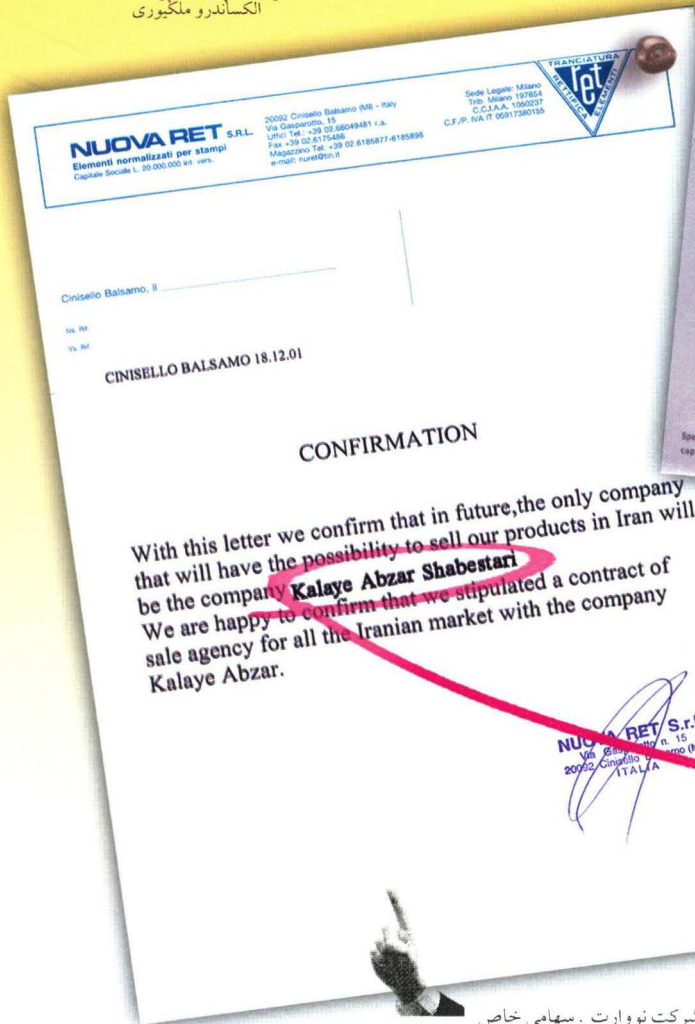 الکساندرو ملکیوری
NUOVA RET S.R.L.
Elementi normalizzati per stampi
Capitale Sociale L. 20.000.000 int. vers.
20092 Cinisello Balsamo (MI) - Italy
Via Gasparotto, 15
Uffici Tel.: +39 02.66049481 r.a.
Fax +39 02.6175486
Magazzino Tel: +39 02.6185877-6185896
e-mail: nuret@tin.it
Sede Legale: Milano
Trib. Milano 197654
C.C.I.A.A. 1050237
C.F./P. IVA IT 05917380155
TRANCIATURA
RETTIFICA
ELEMENTI
ret
Cinisello Balsamo, li
Ns. Rif.
Vs. Rif.
CINISELLO BALSAMO 18.12.01
CONFIRMATION
With this letter we confirm that in future,the only company
that will have the possibility to sell our products in Iran will
be the company Kalaye Abzar Shabestari
We are happy to confirm that we stipulated a contract of
sale agency for all the Iranian market with the company
Kalaye Abzar.
NUOVA RET S.r.l
Via n. 15
20092 Cinisello
ITALIA
شرکت نووارت . سهامی خاص